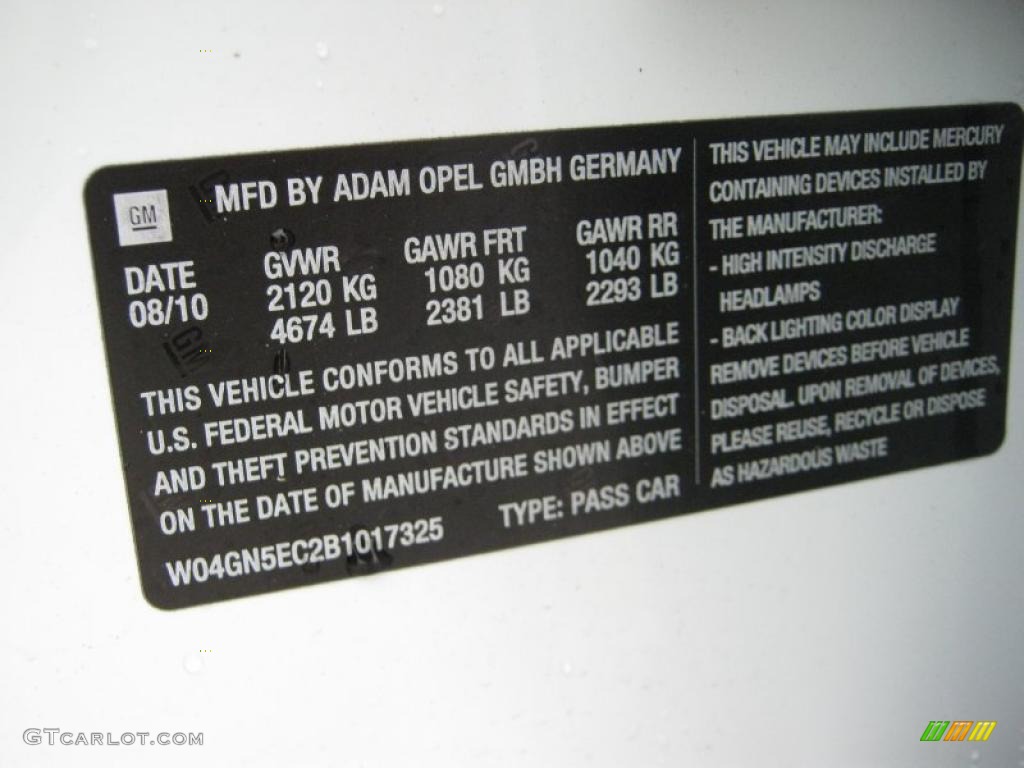 GM
MFD BY ADAM OPEL GMBH GERMANY
DATE
08/10
GVWR
2120 KG
4674 LB
GAWR FRT
1080 KG
2381 LB
GAWR RR
1040 KG
2293 LB
THIS VEHICLE CONFORMS TO ALL APPLICABLE
U.S. FEDERAL MOTOR VEHICLE SAFETY, BUMPER
AND THEFT PREVENTION STANDARDS IN EFFECT
ON THE DATE OF MANUFACTURE SHOWN ABOVE
W04GN5EC2B1017325
TYPE: PASS CAR
THIS VEHICLE MAY INCLUDE MERCURY
CONTAINING DEVICES INSTALLED BY
THE MANUFACTURER:
- HIGH INTENSITY DISCHARGE
HEADLAMPS
- BACK LIGHTING COLOR DISPLAY
REMOVE DEVICES BEFORE VEHICLE
DISPOSAL. UPON REMOVAL OF DEVICES,
PLEASE REUSE, RECYCLE OR DISPOSE
AS HAZARDOUS WASTE
GTCARLOT.COM